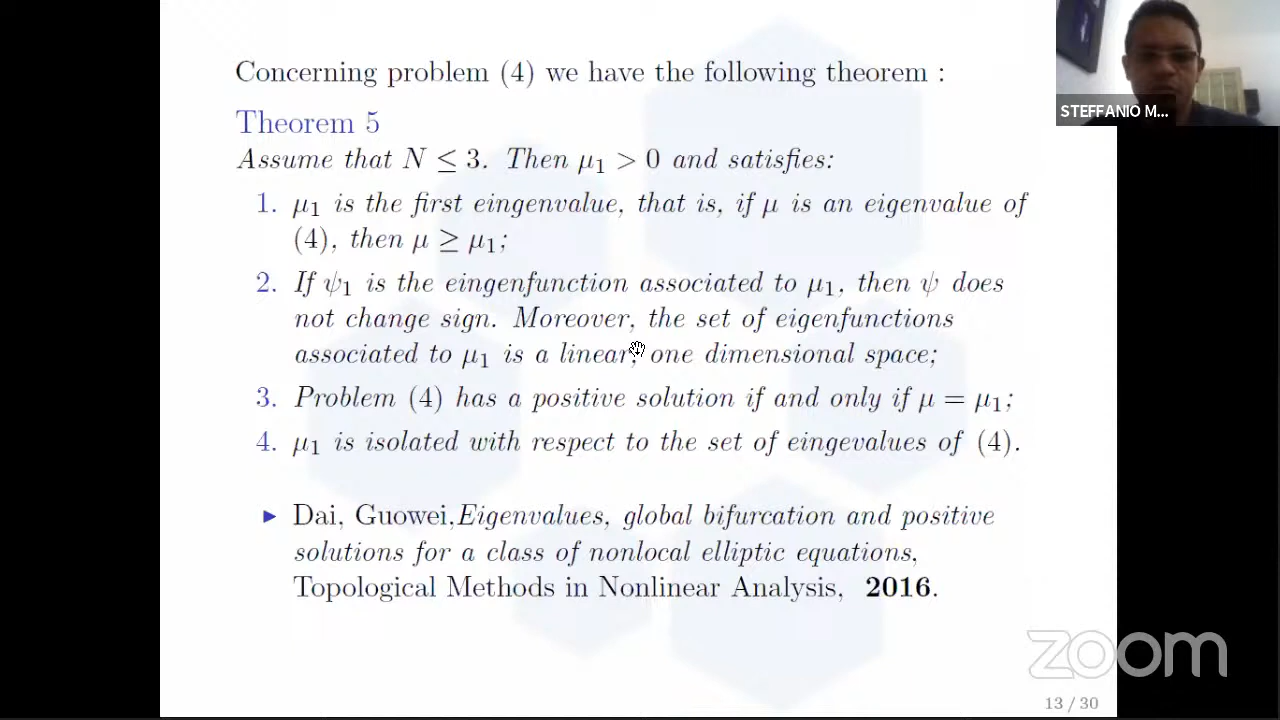 Concerning problem (4) we have the following theorem :
STEFFANIO M...
Theorem 5
Assume that N ≤ 3. Then μ₁ > 0 and satisfies:
1. μ₁ is the first eingenvalue, that is, if μ is an eigenvalue of
(4), then μ ≥ μ₁;
2. If ψ₁ is the eingenfunction associated to μ₁, then ψ does
not change sign. Moreover, the set of eigenfunctions
associated to μ₁ is a linear, one dimensional space;
3. Problem (4) has a positive solution if and only if μ = μ₁;
4. μ₁ is isolated with respect to the set of eingevalues of (4).
▶ Dai, Guowei,Eigenvalues, global bifurcation and positive
solutions for a class of nonlocal elliptic equations,
Topological Methods in Nonlinear Analysis, 2016.
zoom
13 / 30